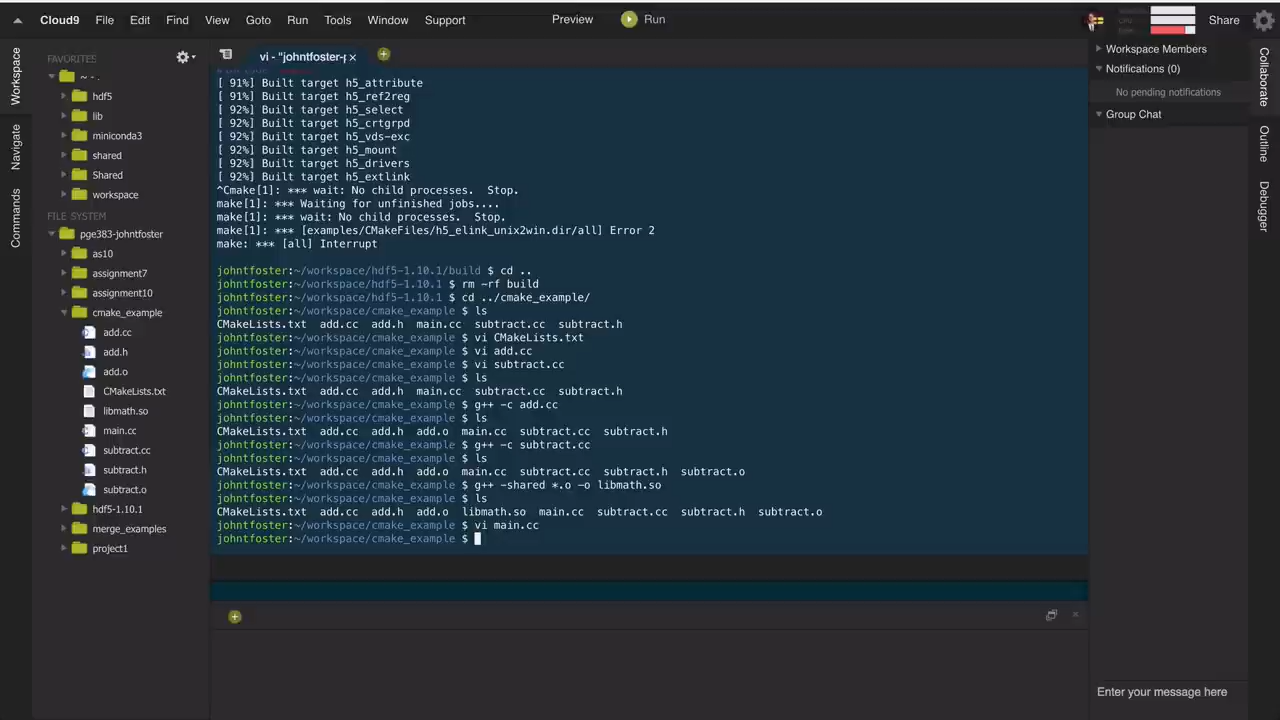 Cloud9 File Edit Find View Goto Run Tools Window Support Preview Run Share
Workspace
Navigate
Commands
FAVORITES
~ - .
hdf5
lib
miniconda3
shared
Shared
workspace
FILE SYSTEM
pge383-johntfoster
as10
assignment7
assignment10
cmake_example
add.cc
add.h
add.o
CMakeLists.txt
libmath.so
main.cc
subtract.cc
subtract.h
subtract.o
hdf5-1.10.1
merge_examples
project1
vi - "johntfoster-p
[ 91%] Built target h5_attribute
[ 91%] Built target h5_ref2reg
[ 92%] Built target h5_select
[ 92%] Built target h5_crtgrpd
[ 92%] Built target h5_vds-exc
[ 92%] Built target h5_mount
[ 92%] Built target h5_drivers
[ 92%] Built target h5_extlink
^Cmake[1]: *** wait: No child processes.  Stop.
make[1]: *** Waiting for unfinished jobs....
make[1]: *** wait: No child processes.  Stop.
make[1]: *** [examples/CMakeFiles/h5_elink_unix2win.dir/all] Error 2
make: *** [all] Interrupt
johntfoster:~/workspace/hdf5-1.10.1/build $ cd ..
johntfoster:~/workspace/hdf5-1.10.1 $ rm -rf build
johntfoster:~/workspace/hdf5-1.10.1 $ cd ../cmake_example/
johntfoster:~/workspace/cmake_example $ ls
CMakeLists.txt  add.cc  add.h  main.cc  subtract.cc  subtract.h
johntfoster:~/workspace/cmake_example $ vi CMakeLists.txt
johntfoster:~/workspace/cmake_example $ vi add.cc
johntfoster:~/workspace/cmake_example $ vi subtract.cc
johntfoster:~/workspace/cmake_example $ ls
CMakeLists.txt  add.cc  add.h  main.cc  subtract.cc  subtract.h
johntfoster:~/workspace/cmake_example $ g++ -c add.cc
johntfoster:~/workspace/cmake_example $ ls
CMakeLists.txt  add.cc  add.h  add.o  main.cc  subtract.cc  subtract.h
johntfoster:~/workspace/cmake_example $ g++ -c subtract.cc
johntfoster:~/workspace/cmake_example $ ls
CMakeLists.txt  add.cc  add.h  add.o  main.cc  subtract.cc  subtract.h  subtract.o
johntfoster:~/workspace/cmake_example $ g++ -shared *.o -o libmath.so
johntfoster:~/workspace/cmake_example $ ls
CMakeLists.txt  add.cc  add.h  add.o  libmath.so  main.cc  subtract.cc  subtract.h  subtract.o
johntfoster:~/workspace/cmake_example $ vi main.cc
johntfoster:~/workspace/cmake_example $
Workspace Members
Notifications (0)
No pending notifications
Group Chat
Enter your message here
Collaborate
Outline
Debugger